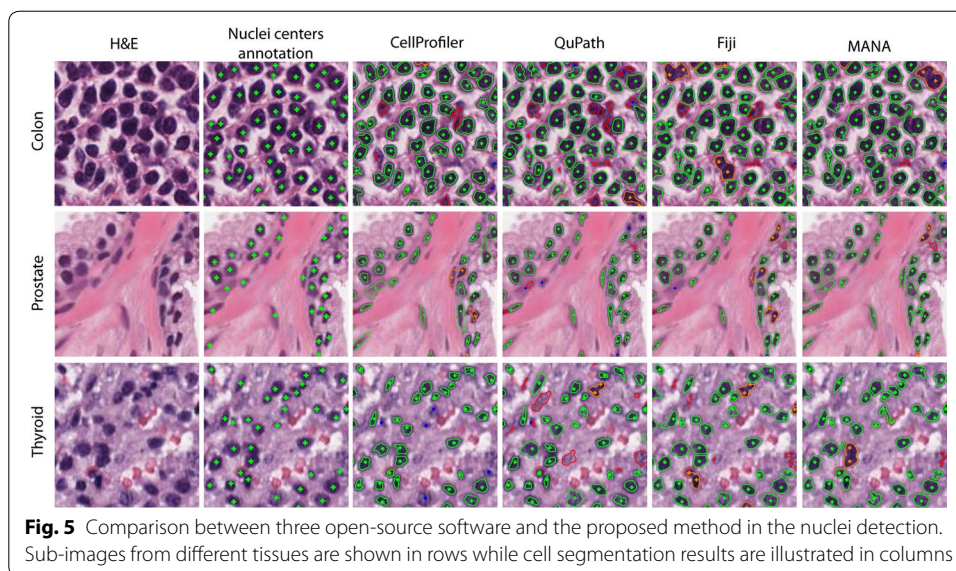 H&E
Nuclei centers
annotation
CellProfiler
QuPath
Fiji
MANA
Colon
Prostate
Thyroid
Fig. 5 Comparison between three open-source software and the proposed method in the nuclei detection.
Sub-images from different tissues are shown in rows while cell segmentation results are illustrated in columns